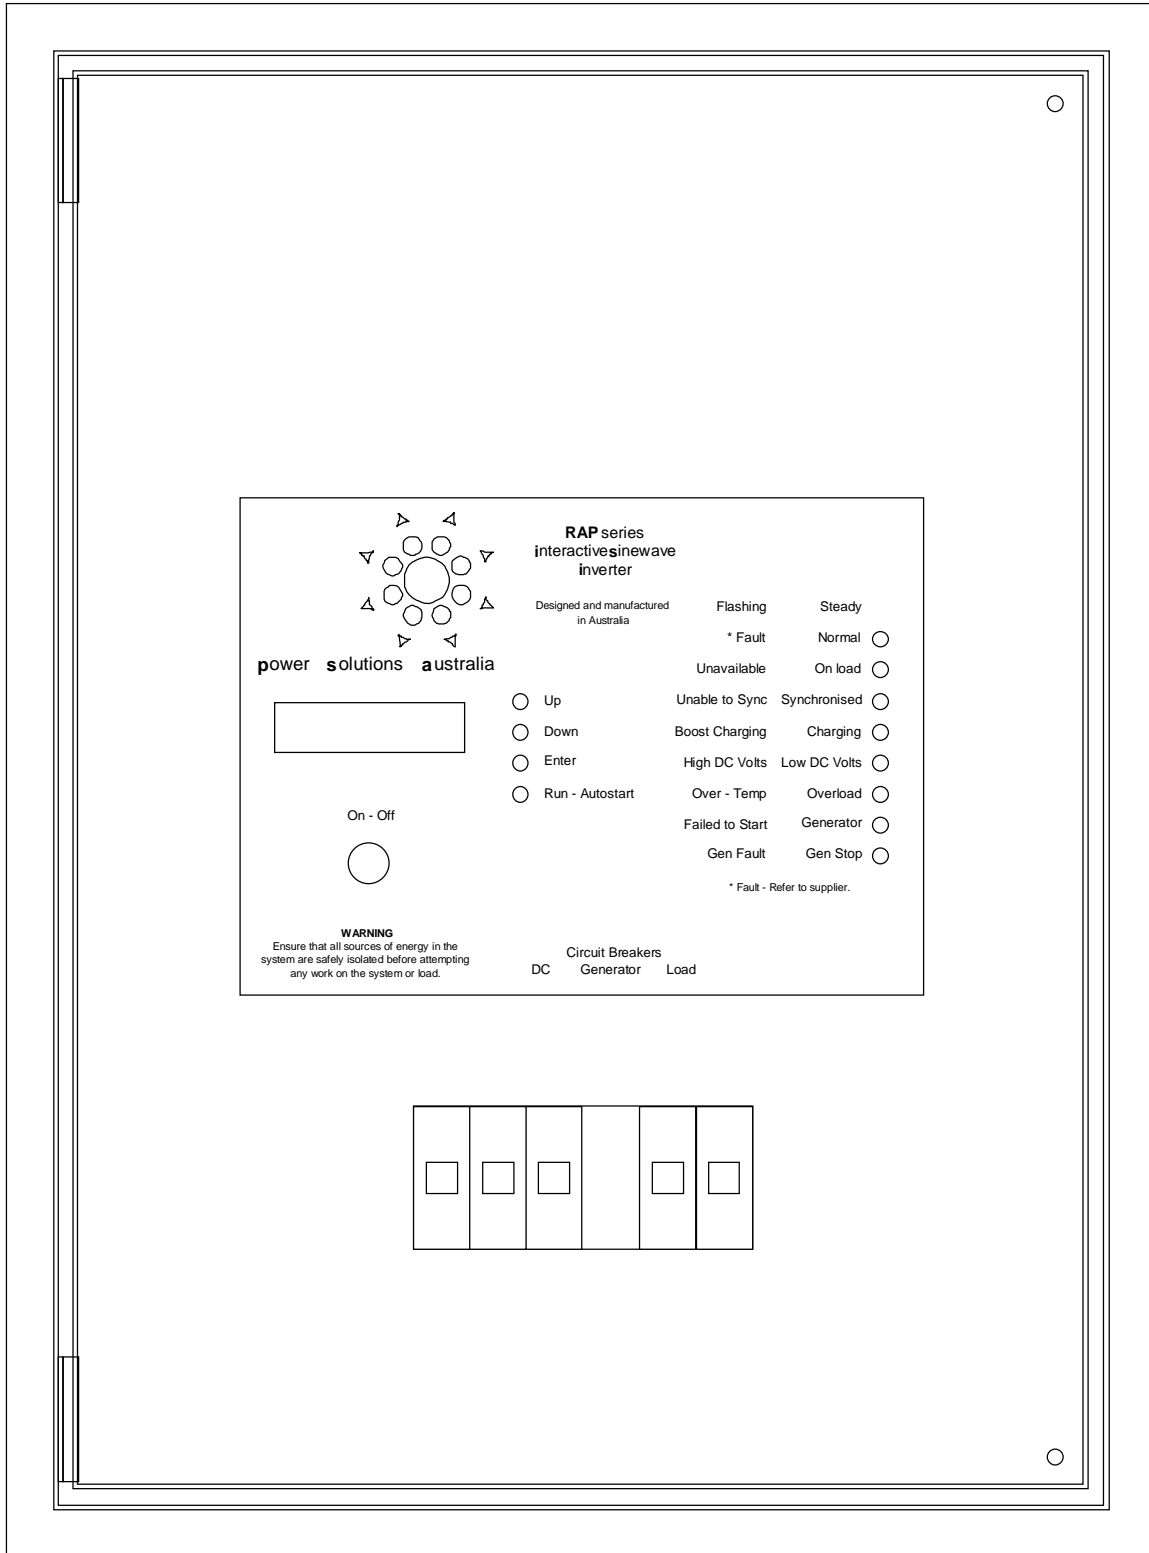 RAP series
interactive sinewave
inverter
Designed and manufactured
in Australia
power solutions australia
Up
Down
Enter
Run - Autostart
On - Off
Flashing Steady
* Fault Normal
Unavailable On load
Unable to Sync Synchronised
Boost Charging Charging
High DC Volts Low DC Volts
Over - Temp Overload
Failed to Start Generator
Gen Fault Gen Stop
* Fault - Refer to supplier.
WARNING
Ensure that all sources of energy in the
system are safely isolated before attempting
any work on the system or load.
Circuit Breakers
DC Generator Load